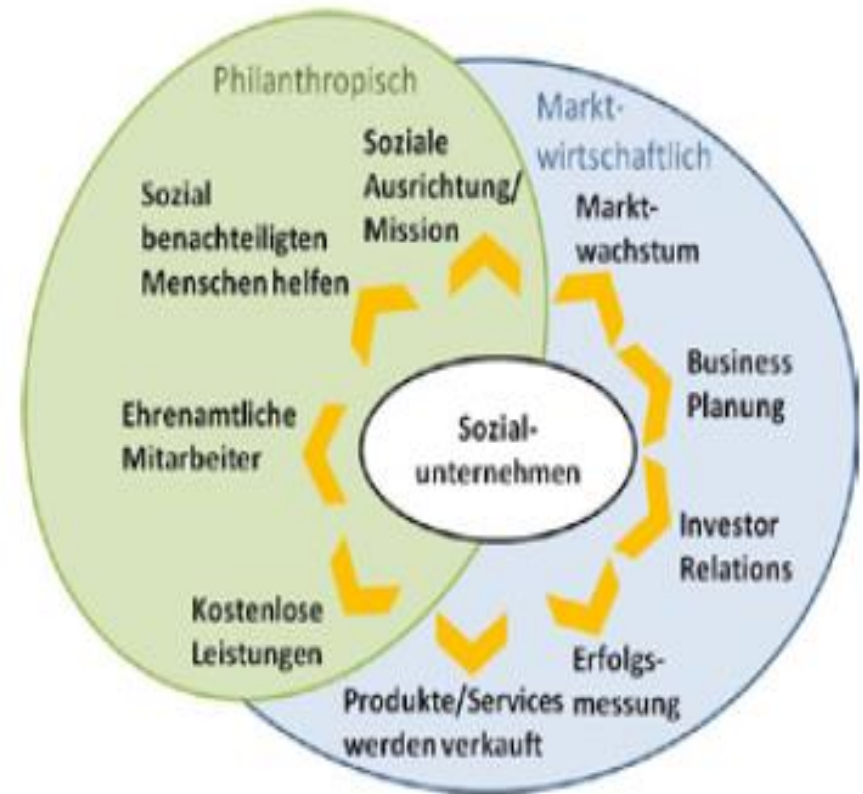 Philanthropisch
Markt-
wirtschaftlich
Soziale
Ausrichtung/
Mission
Sozial
benachteiligten
Menschen helfen
Markt-
wachstum
Business
Planung
Ehrenamtliche
Mitarbeiter
Sozial-
unternehmen
Investor
Relations
Kostenlose
Leistungen
Erfolgs-
messung
Produkte/Services
werden verkauft